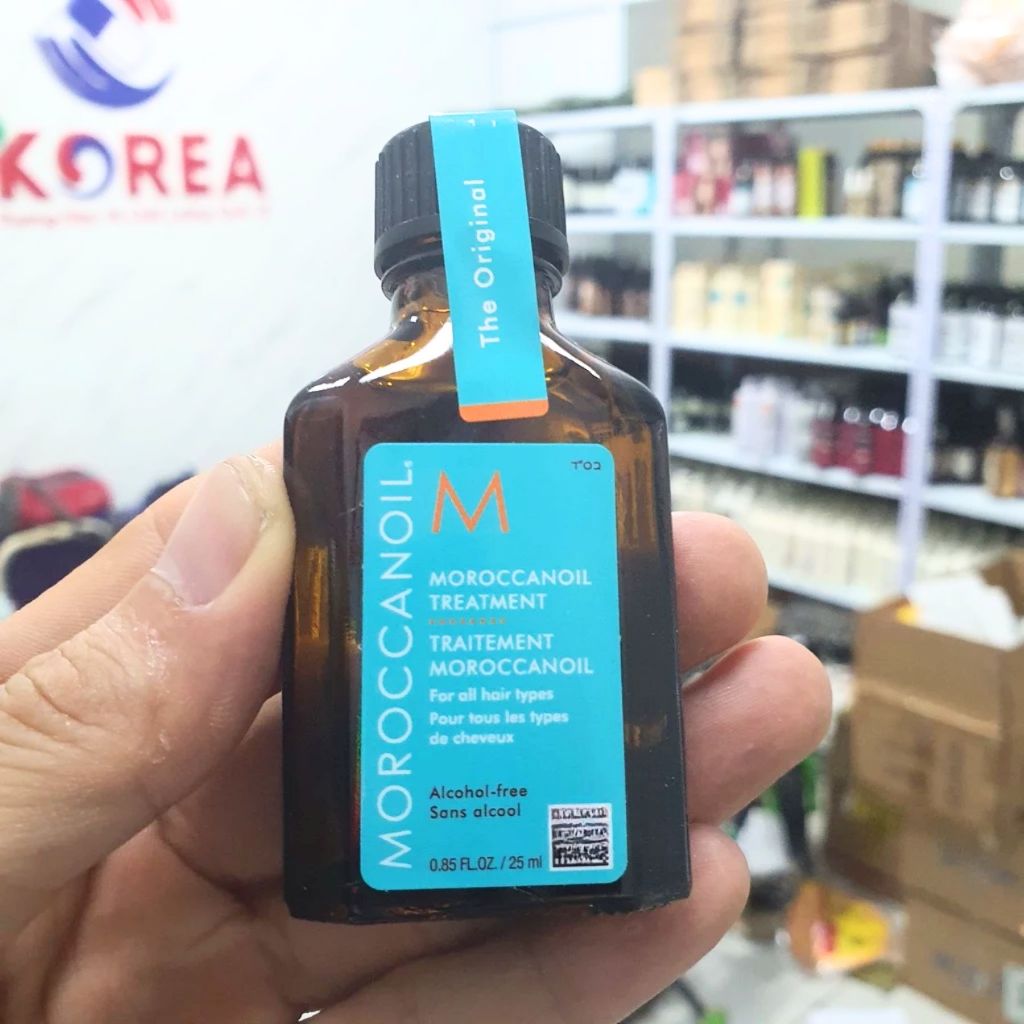 KOREA
The Original
MOROCCANOIL®
בס"ד
M
MOROCCANOIL
TREATMENT
TRAITEMENT
MOROCCANOIL
For all hair types
Pour tous les types
de cheveux
Alcohol-free
Sans alcool
0.85 FL.OZ. / 25 ml